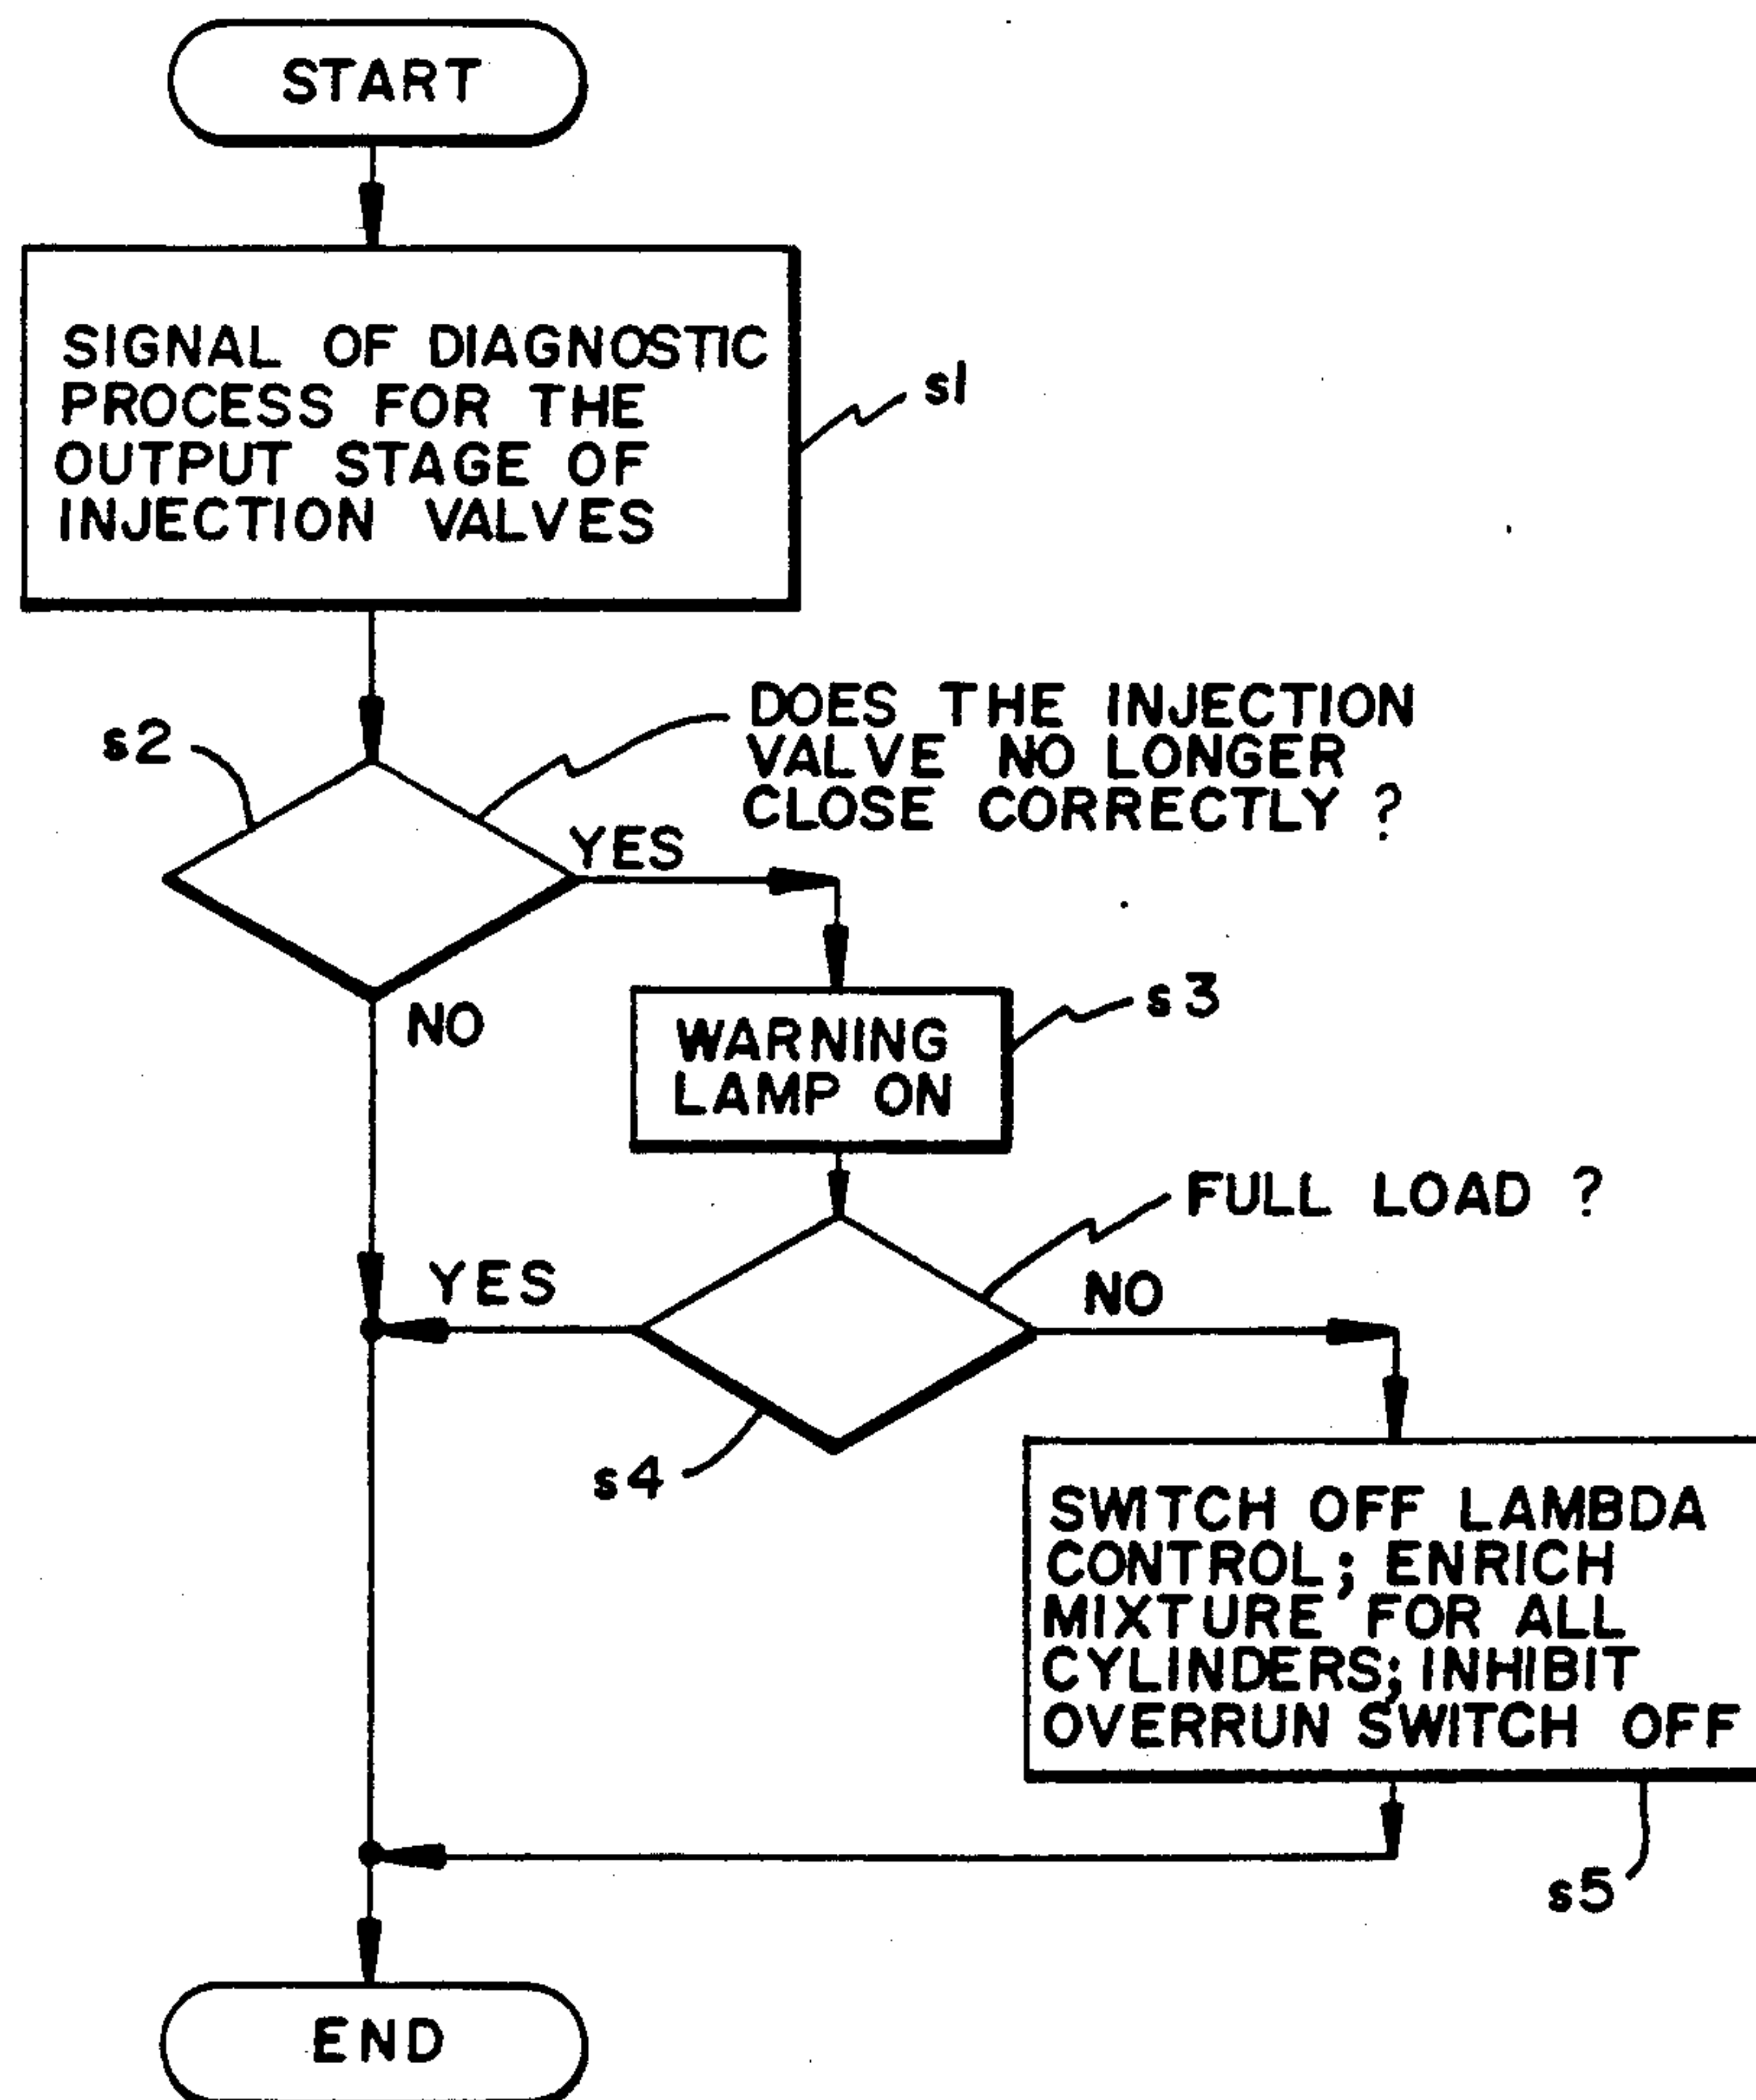 START
SIGNAL OF DIAGNOSTIC
PROCESS FOR THE
OUTPUT STAGE OF
INJECTION VALVES
s1
s2
DOES THE INJECTION
VALVE NO LONGER
CLOSE CORRECTLY ?
YES
NO
WARNING
LAMP ON
s3
FULL LOAD ?
YES
NO
s4
SWITCH OFF LAMBDA
CONTROL; ENRICH
MIXTURE FOR ALL
CYLINDERS; INHIBIT
OVERRUN SWITCH OFF
s5
END